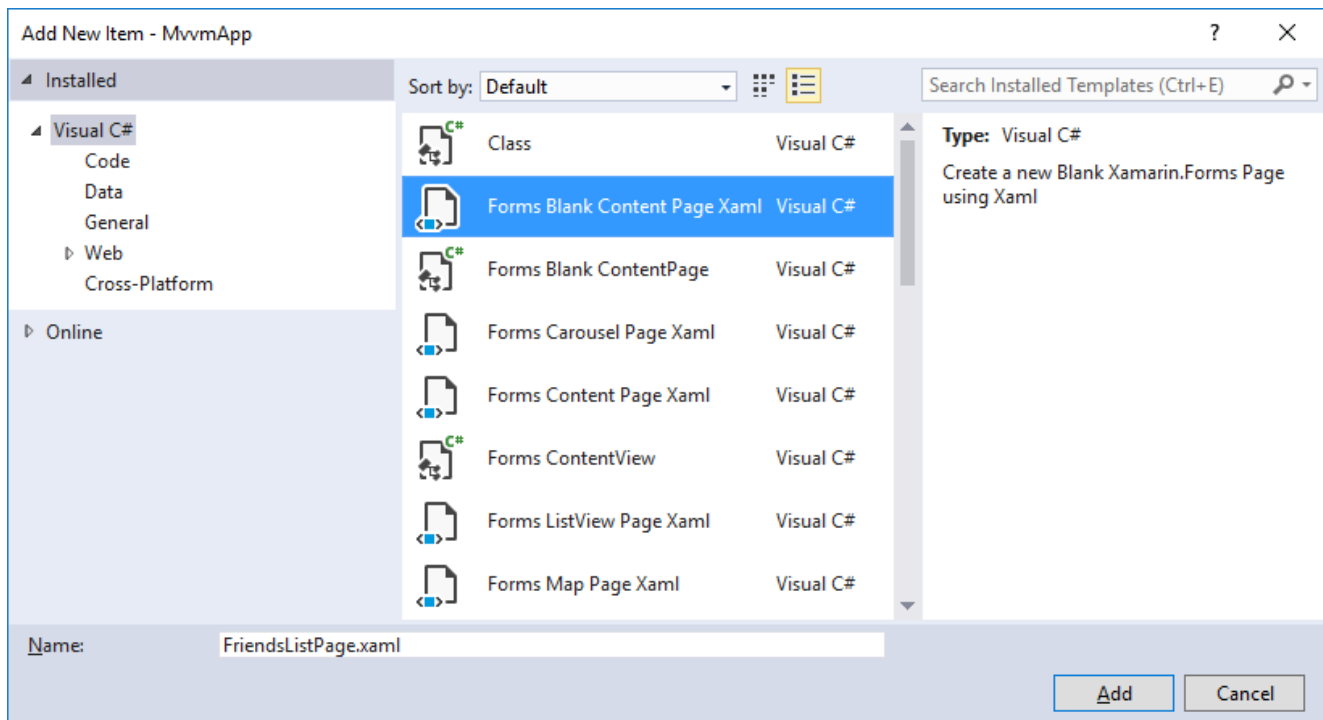 Add New Item - MvvmApp
?
Installed
Sort by: Default
Search Installed Templates (Ctrl+E)
Visual C#
Code
Data
General
Web
Cross-Platform
Online
C#
Class Visual C#
Forms Blank Content Page Xaml Visual C#
C#
Forms Blank ContentPage Visual C#
Forms Carousel Page Xaml Visual C#
Forms Content Page Xaml Visual C#
C#
Forms ContentView Visual C#
Forms ListView Page Xaml Visual C#
Forms Map Page Xaml Visual C#
Type: Visual C#
Create a new Blank Xamarin.Forms Page
using Xaml
Name: FriendsListPage.xaml
Add Cancel